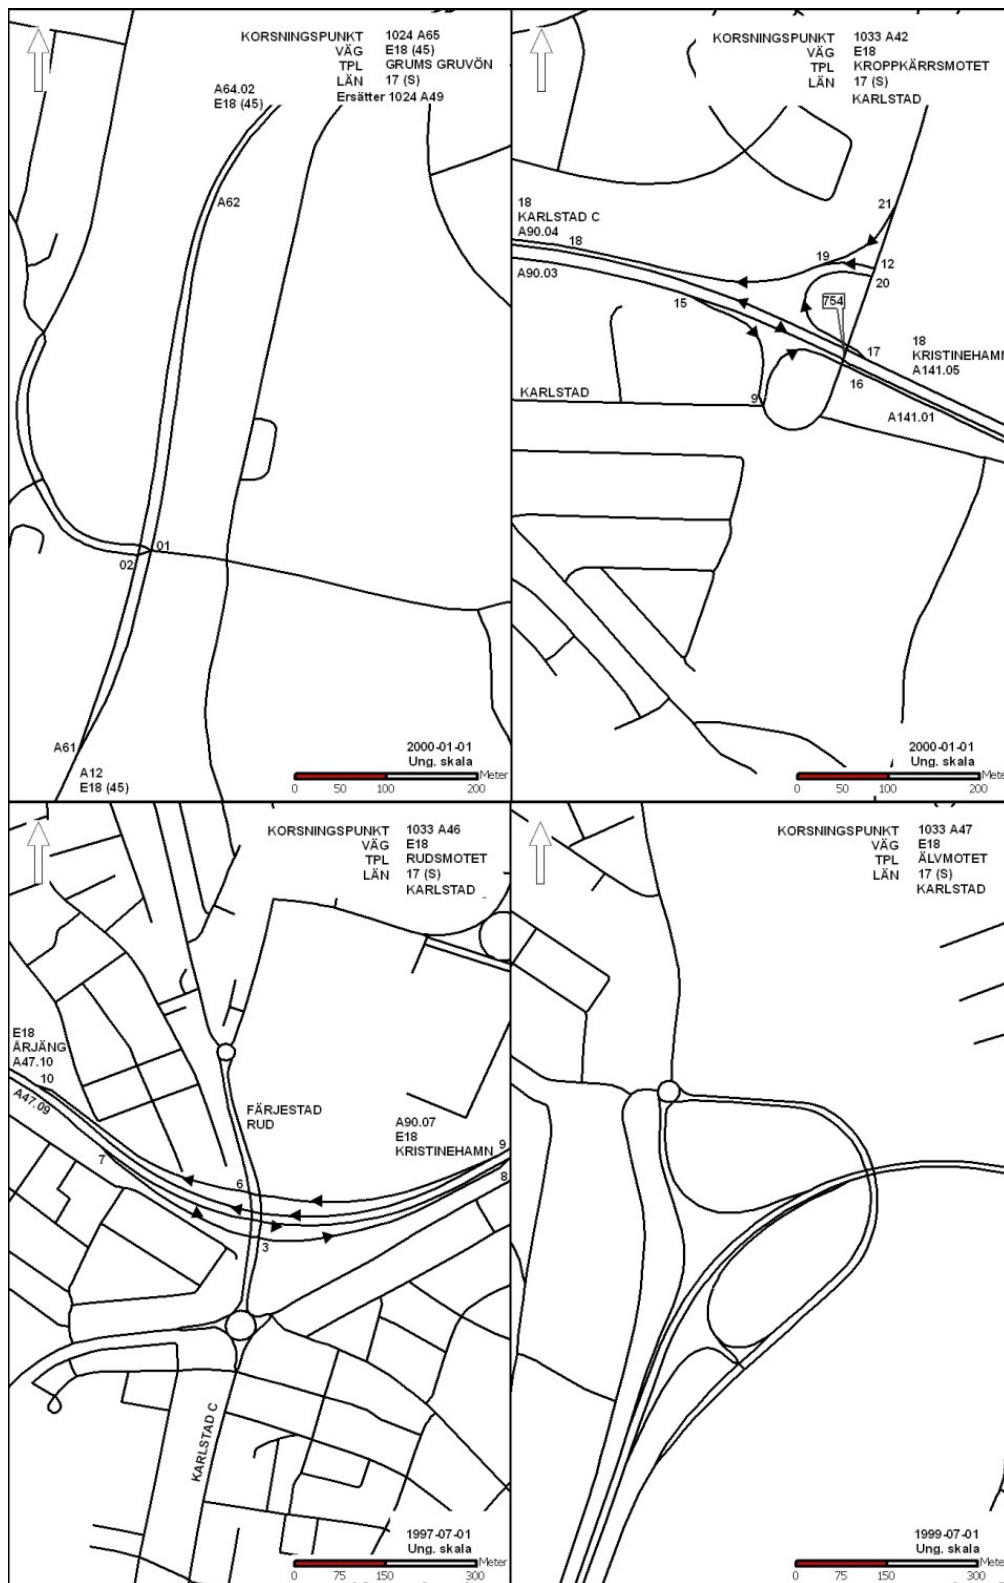 KORSNINGSPUNKT 1024 A65
VÄG E18 (45)
TPL GRUMS GRUVÖN
LÄN 17 (S)
Ersätter 1024 A49
A64.02
E18 (45)
A62
01
02
A61
A12
E18 (45)
2000-01-01
Ung. skala
Meter
0 50 100 200
KORSNINGSPUNKT 1033 A42
VÄG E18
TPL KROPPKÄRRSMOTET
LÄN 17 (S)
KARLSTAD
21
18
KARLSTAD C
A90.04
18
19
12
A90.03
20
15
754
17
18
KRISTINEHAMN
A141.05
16
KARLSTAD
9
A141.01
2000-01-01
Ung. skala
Meter
0 50 100 200
KORSNINGSPUNKT 1033 A46
VÄG E18
TPL RUDSMOTET
LÄN 17 (S)
KARLSTAD
E18
ÅRJÄNG
A47.10
10
A47.09
FÄRJESTAD
RUD
A90.07
E18
KRISTINEHAMN
9
7
8
6
3
KARLSTAD C
1997-07-01
Ung. skala
Meter
0 75 150 300
KORSNINGSPUNKT 1033 A47
VÄG E18
TPL ÄLVMOTET
LÄN 17 (S)
KARLSTAD
1999-07-01
Ung. skala
Meter
0 75 150 300